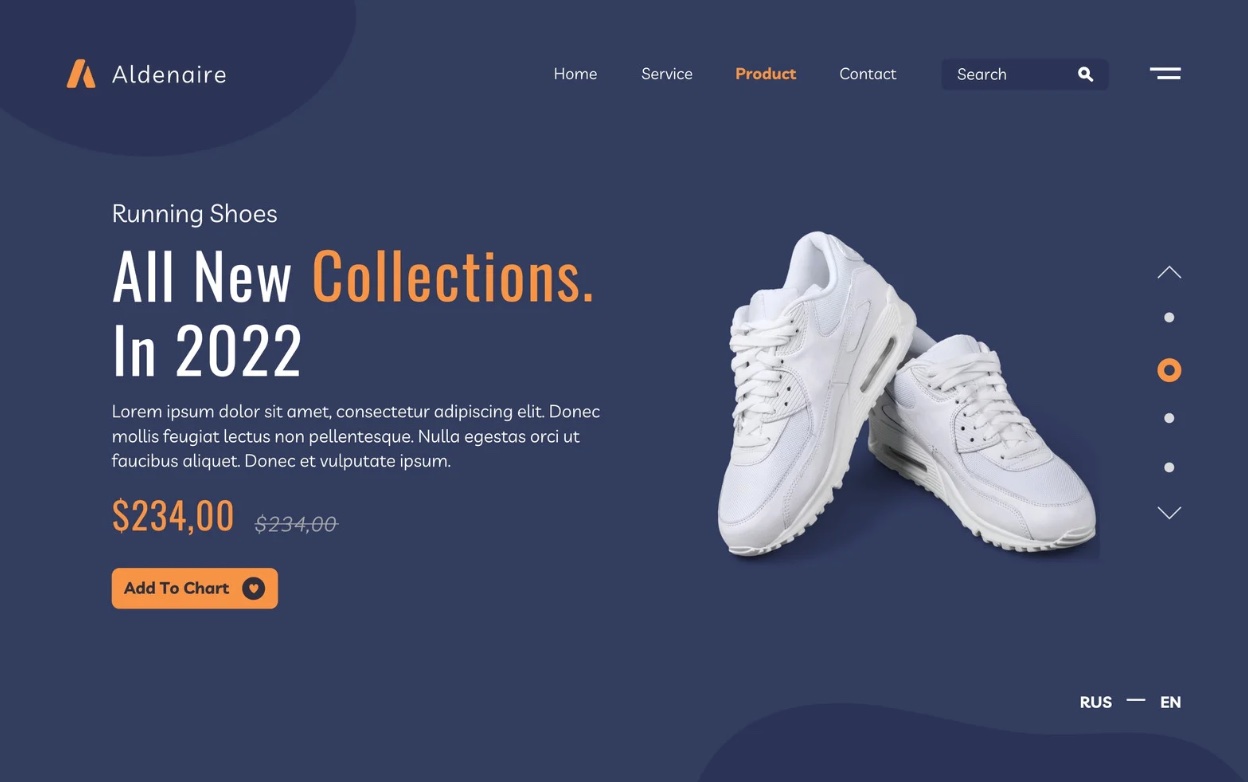 Aldenaire
Home Service Product Contact Search
Running Shoes
All New Collections.
In 2022
Lorem ipsum dolor sit amet, consectetur adipiscing elit. Donec
mollis feugiat lectus non pellentesque. Nulla egestas orci ut
faucibus aliquet. Donec et vulputate ipsum.
$234,00 $234,00
Add To Chart
RUS — EN